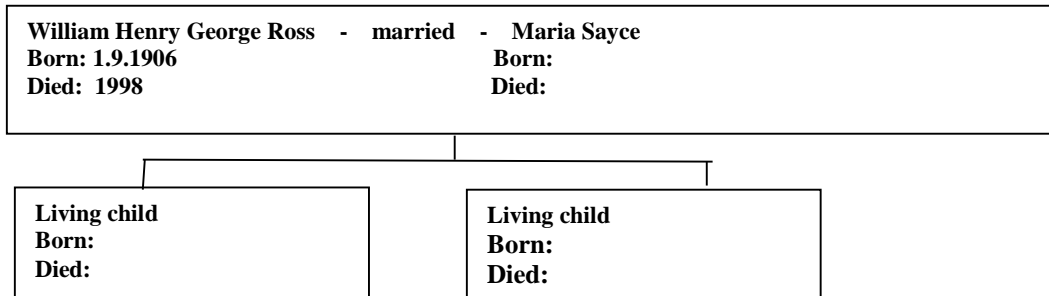 William Henry George Ross - married - Maria Sayce
Born: 1.9.1906 Born:
Died: 1998 Died:
Living child
Born:
Died:
Living child
Born:
Died: